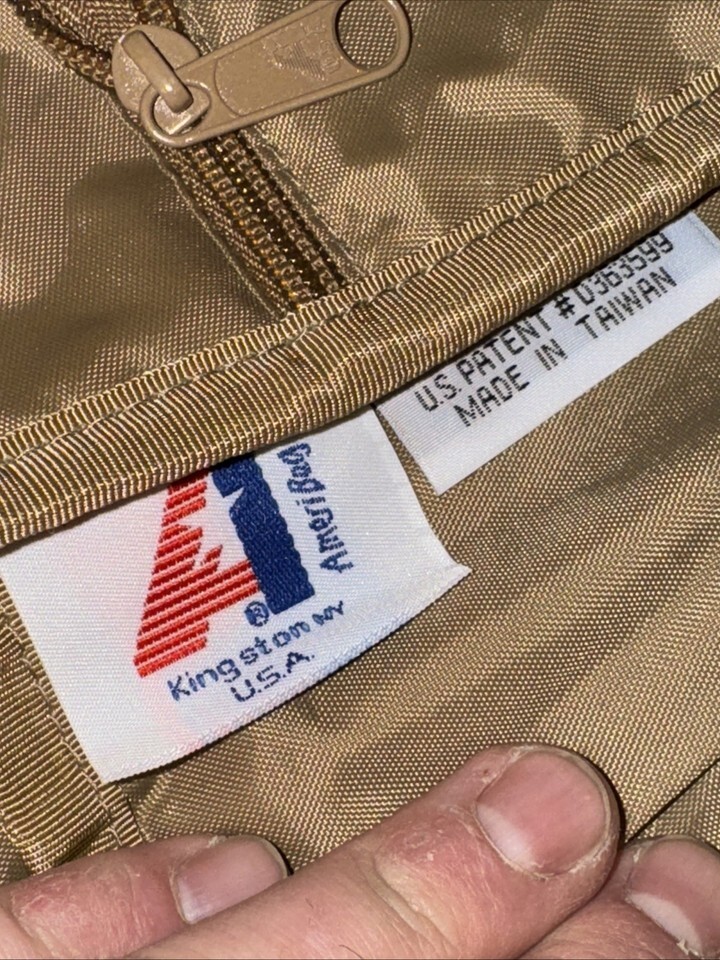 U.S. PATENT # D363599
MADE IN TAIWAN
AmeriBag
®
Kingston NY
U.S.A.